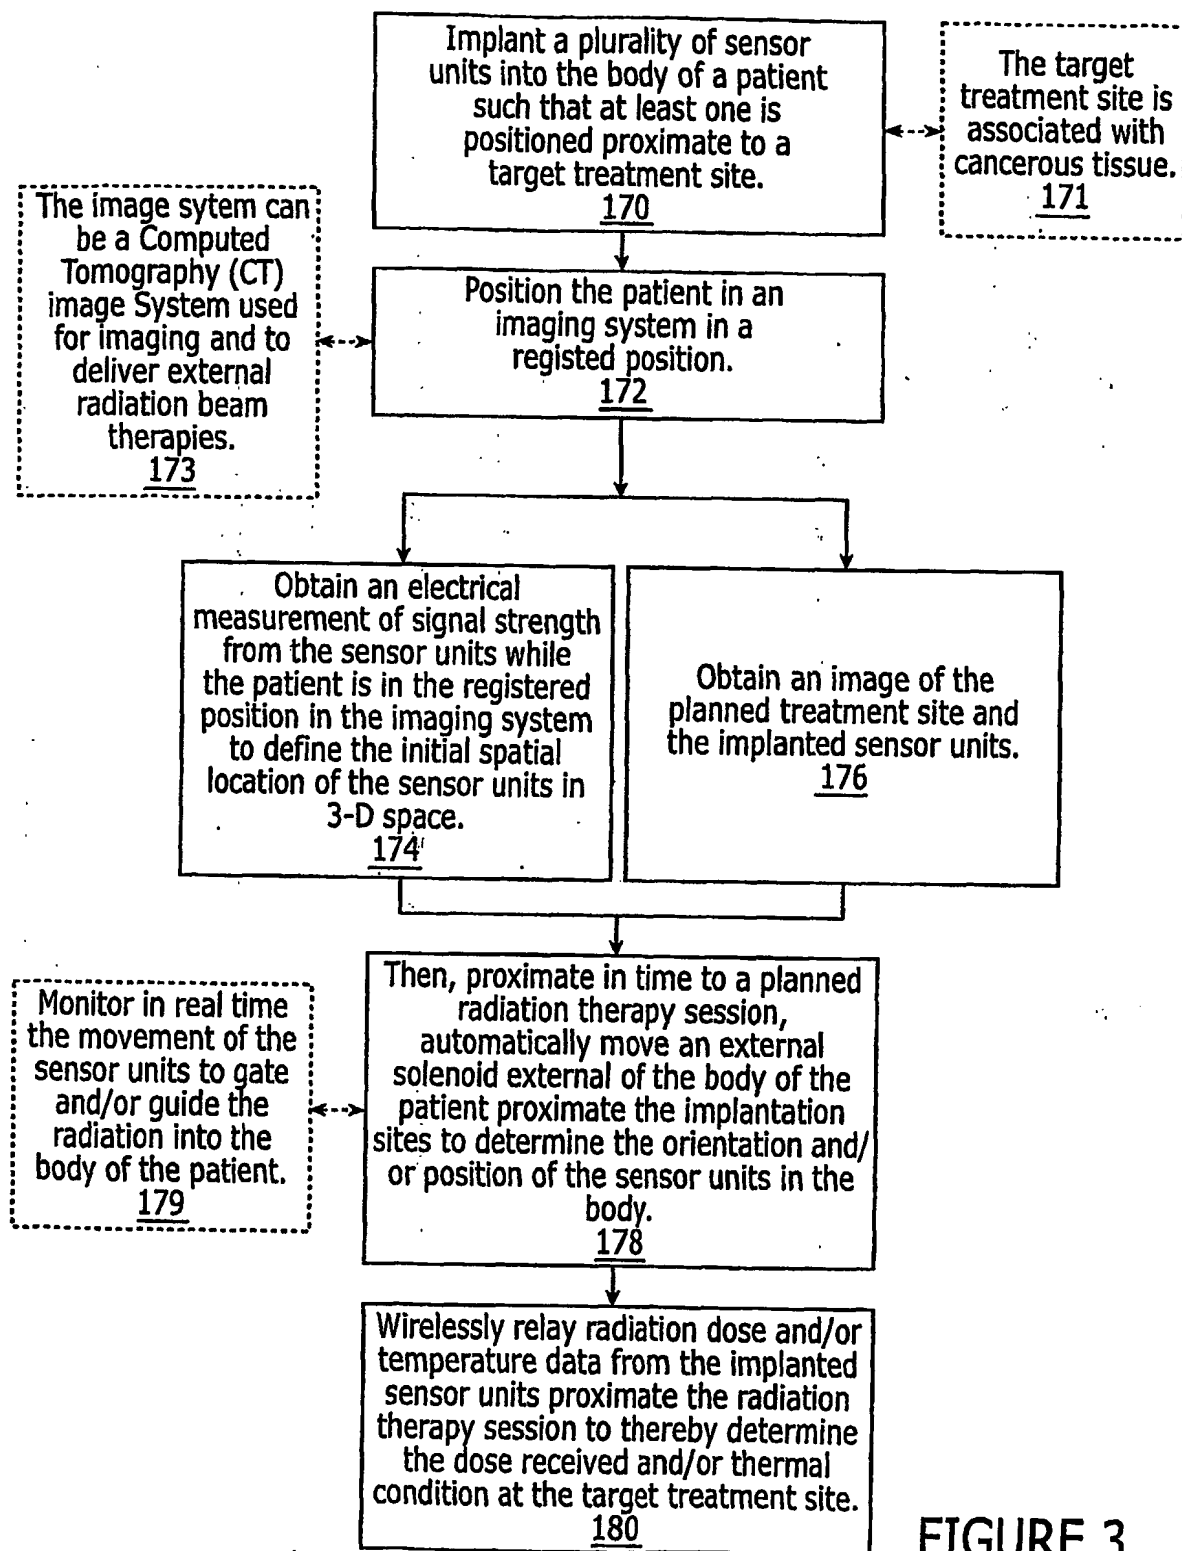 Implant a plurality of sensor
units into the body of a patient
such that at least one is
positioned proximate to a
target treatment site.
170
The target
treatment site is
associated with
cancerous tissue.
171
The image sytem can
be a Computed
Tomography (CT)
image System used
for imaging and to
deliver external
radiation beam
therapies.
173
Position the patient in an
imaging system in a
registed position.
172
Obtain an electrical
measurement of signal strength
from the sensor units while
the patient is in the registered
position in the imaging system
to define the initial spatial
location of the sensor units in
3-D space.
174
Obtain an image of the
planned treatment site and
the implanted sensor units.
176
Then, proximate in time to a planned
radiation therapy session,
automatically move an external
solenoid external of the body of the
patient proximate the implantation
sites to determine the orientation and/
or position of the sensor units in the
body.
178
Monitor in real time
the movement of the
sensor units to gate
and/or guide the
radiation into the
body of the patient.
179
Wirelessly relay radiation dose and/or
temperature data from the implanted
sensor units proximate the radiation
therapy session to thereby determine
the dose received and/or thermal
condition at the target treatment site.
180
FIGURE 3